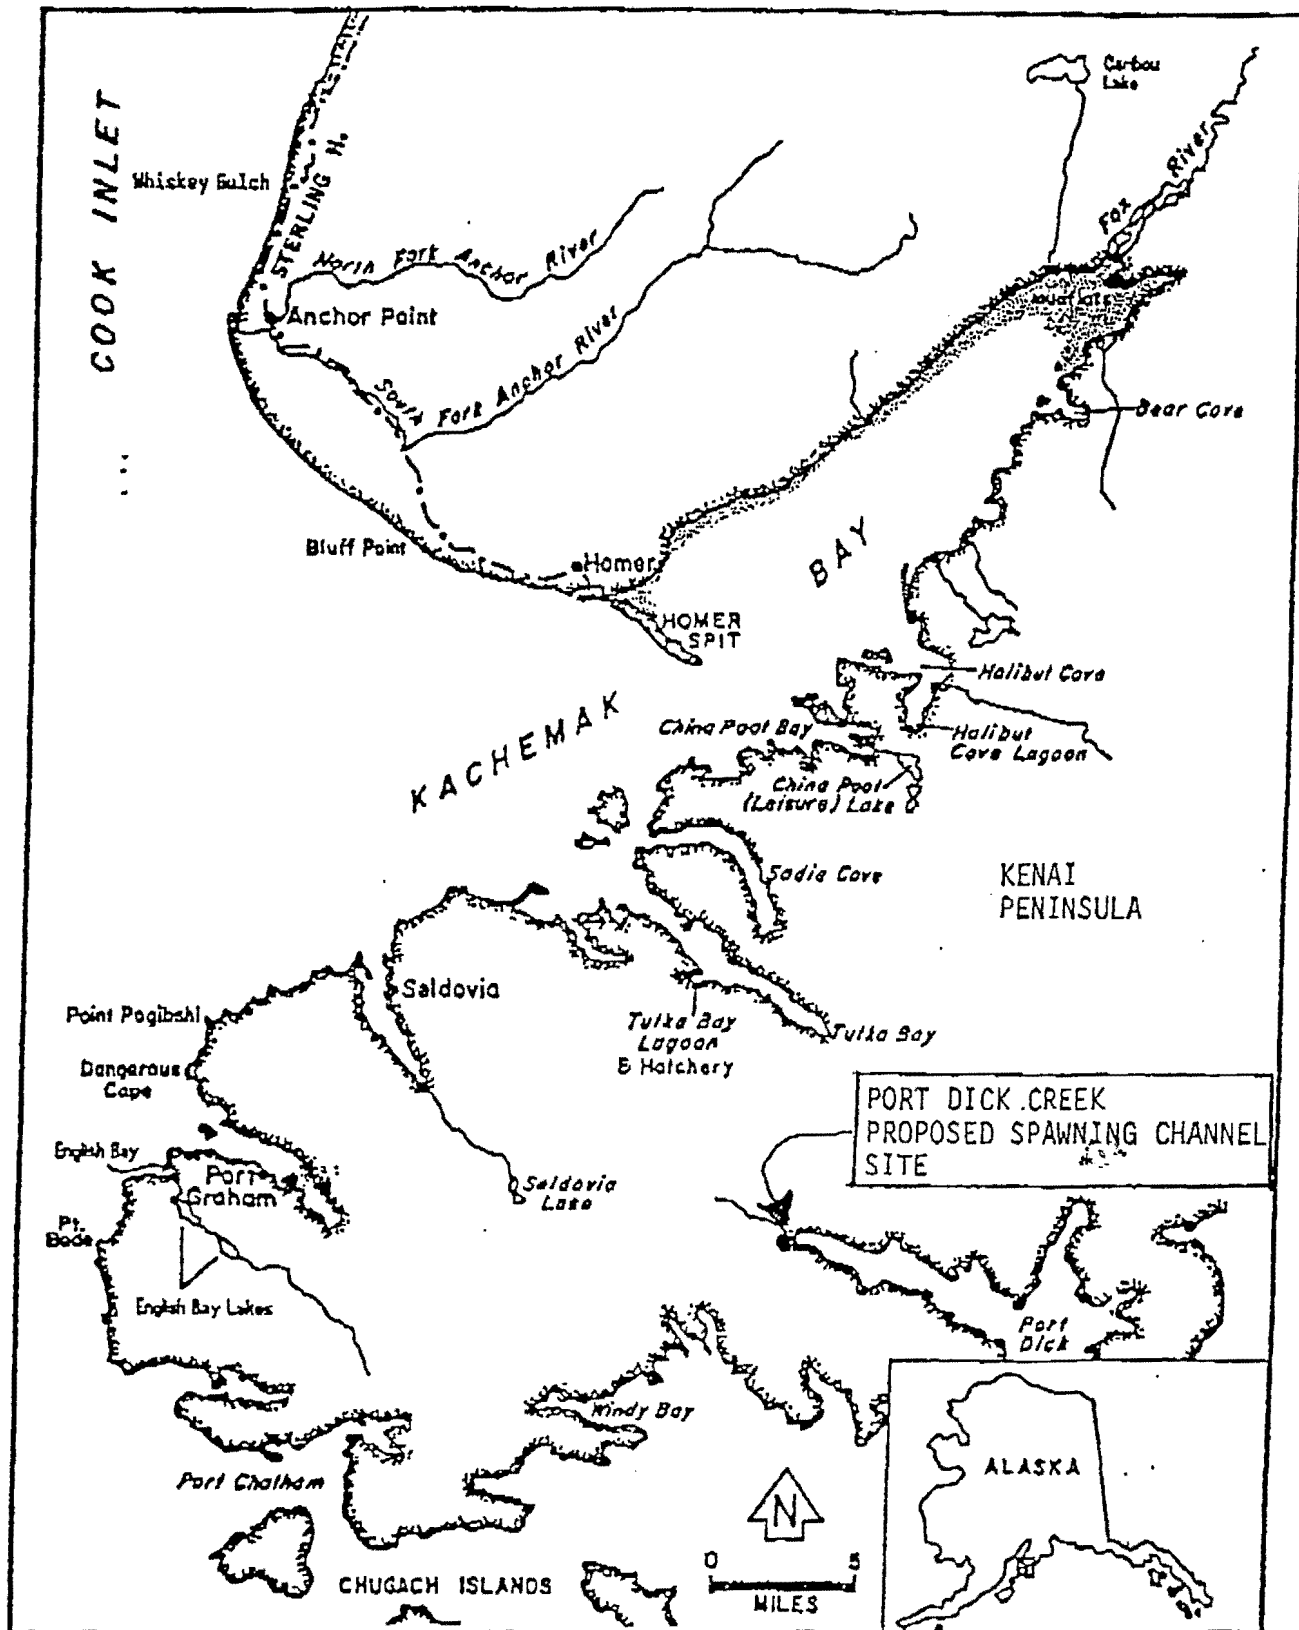 COOK INLET
Whiskey Gulch
STERLING H.
Caribou
Lake
Fox River
North Fork Anchor River
Anchor Point
South Fork Anchor River
mudflats
Bear Cove
Bluff Point
Homer
HOMER
SPIT
KACHEMAK BAY
Halibut Cove
China Poot Bay
Halibut
Cove Lagoon
China Poot
(Leisure) Lake
Sadie Cove
KENAI
PENINSULA
Seldovia
Point Pogibshi
Tutka Bay
Lagoon
& Hatchery
Tutka Bay
Dangerous
Cape
PORT DICK CREEK
PROPOSED SPAWNING CHANNEL
SITE
English Bay
Port
Graham
Seldovia
Lake
Pt.
Bede
English Bay Lakes
Port
Dick
Windy Bay
Port Chatham
ALASKA
N
0
MILES
CHUGACH ISLANDS